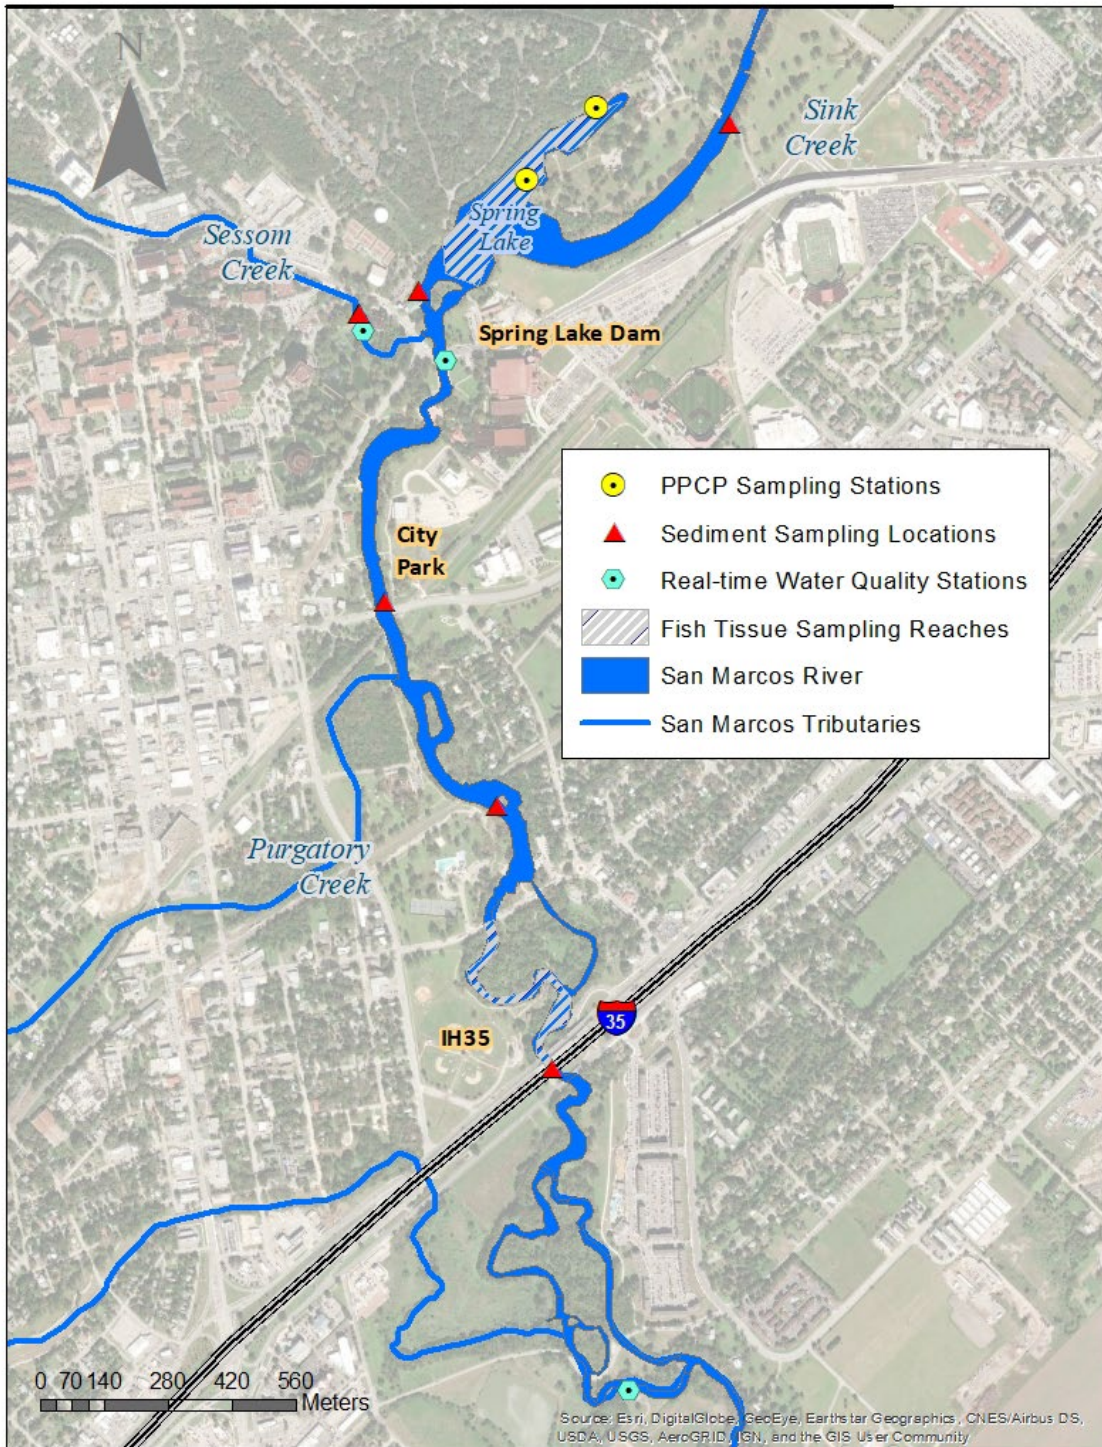 N
Sink
Creek
Sessom
Creek
Spring
Lake
Spring Lake Dam
PPCP Sampling Stations
Sediment Sampling Locations
Real-time Water Quality Stations
Fish Tissue Sampling Reaches
San Marcos River
San Marcos Tributaries
City
Park
Purgatory
Creek
35
IH35
0 70 140 280 420 560
Meters
Source: Esri, DigitalGlobe, GeoEye, Earthstar Geographics, CNES/Airbus DS,
USDA, USGS, AeroGRID, IGN, and the GIS User Community